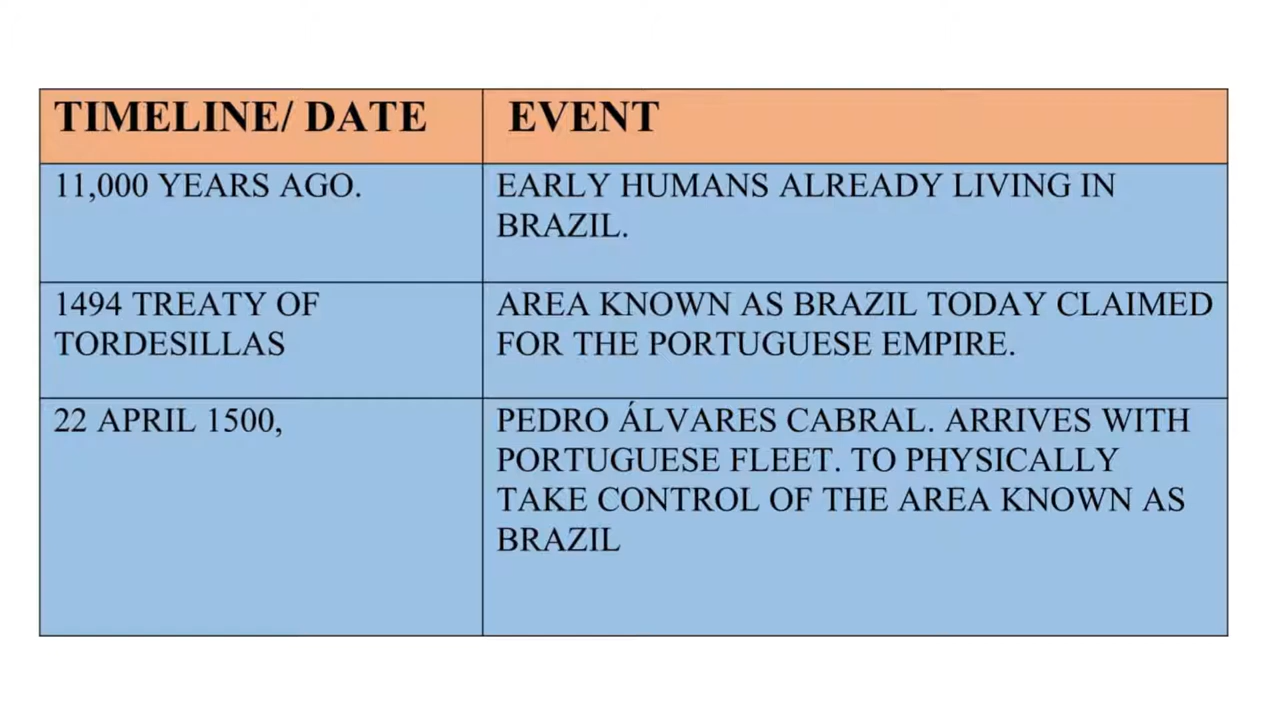 TIMELINE/ DATE
EVENT
11,000 YEARS AGO.
EARLY HUMANS ALREADY LIVING IN
BRAZIL.
1494 TREATY OF
TORDESILLAS
AREA KNOWN AS BRAZIL TODAY CLAIMED
FOR THE PORTUGUESE EMPIRE.
22 APRIL 1500,
PEDRO ÁLVARES CABRAL. ARRIVES WITH
PORTUGUESE FLEET. TO PHYSICALLY
TAKE CONTROL OF THE AREA KNOWN AS
BRAZIL